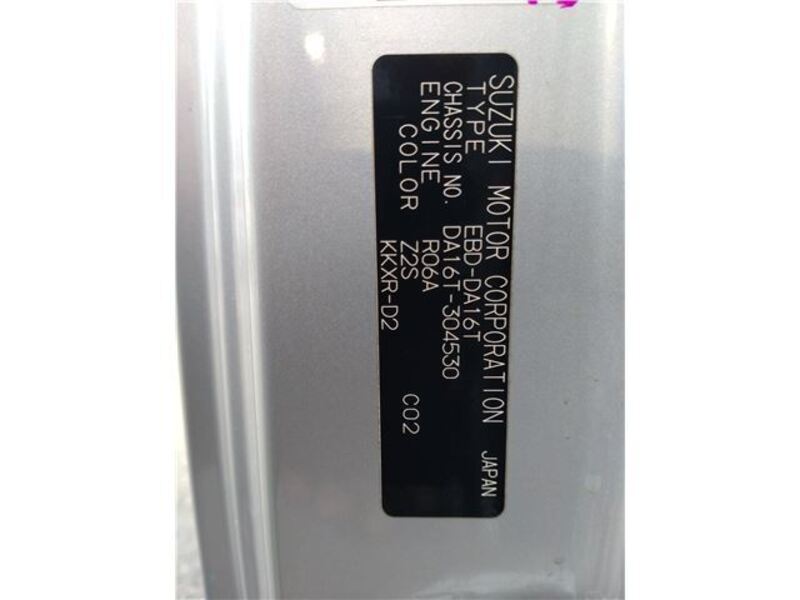 SUZUKI MOTOR CORPORATION JAPAN
TYPE EBD-DA16T
CHASSIS NO. DA16T-304530
ENGINE R06A
COLOR Z2S C02
KKXR-D2